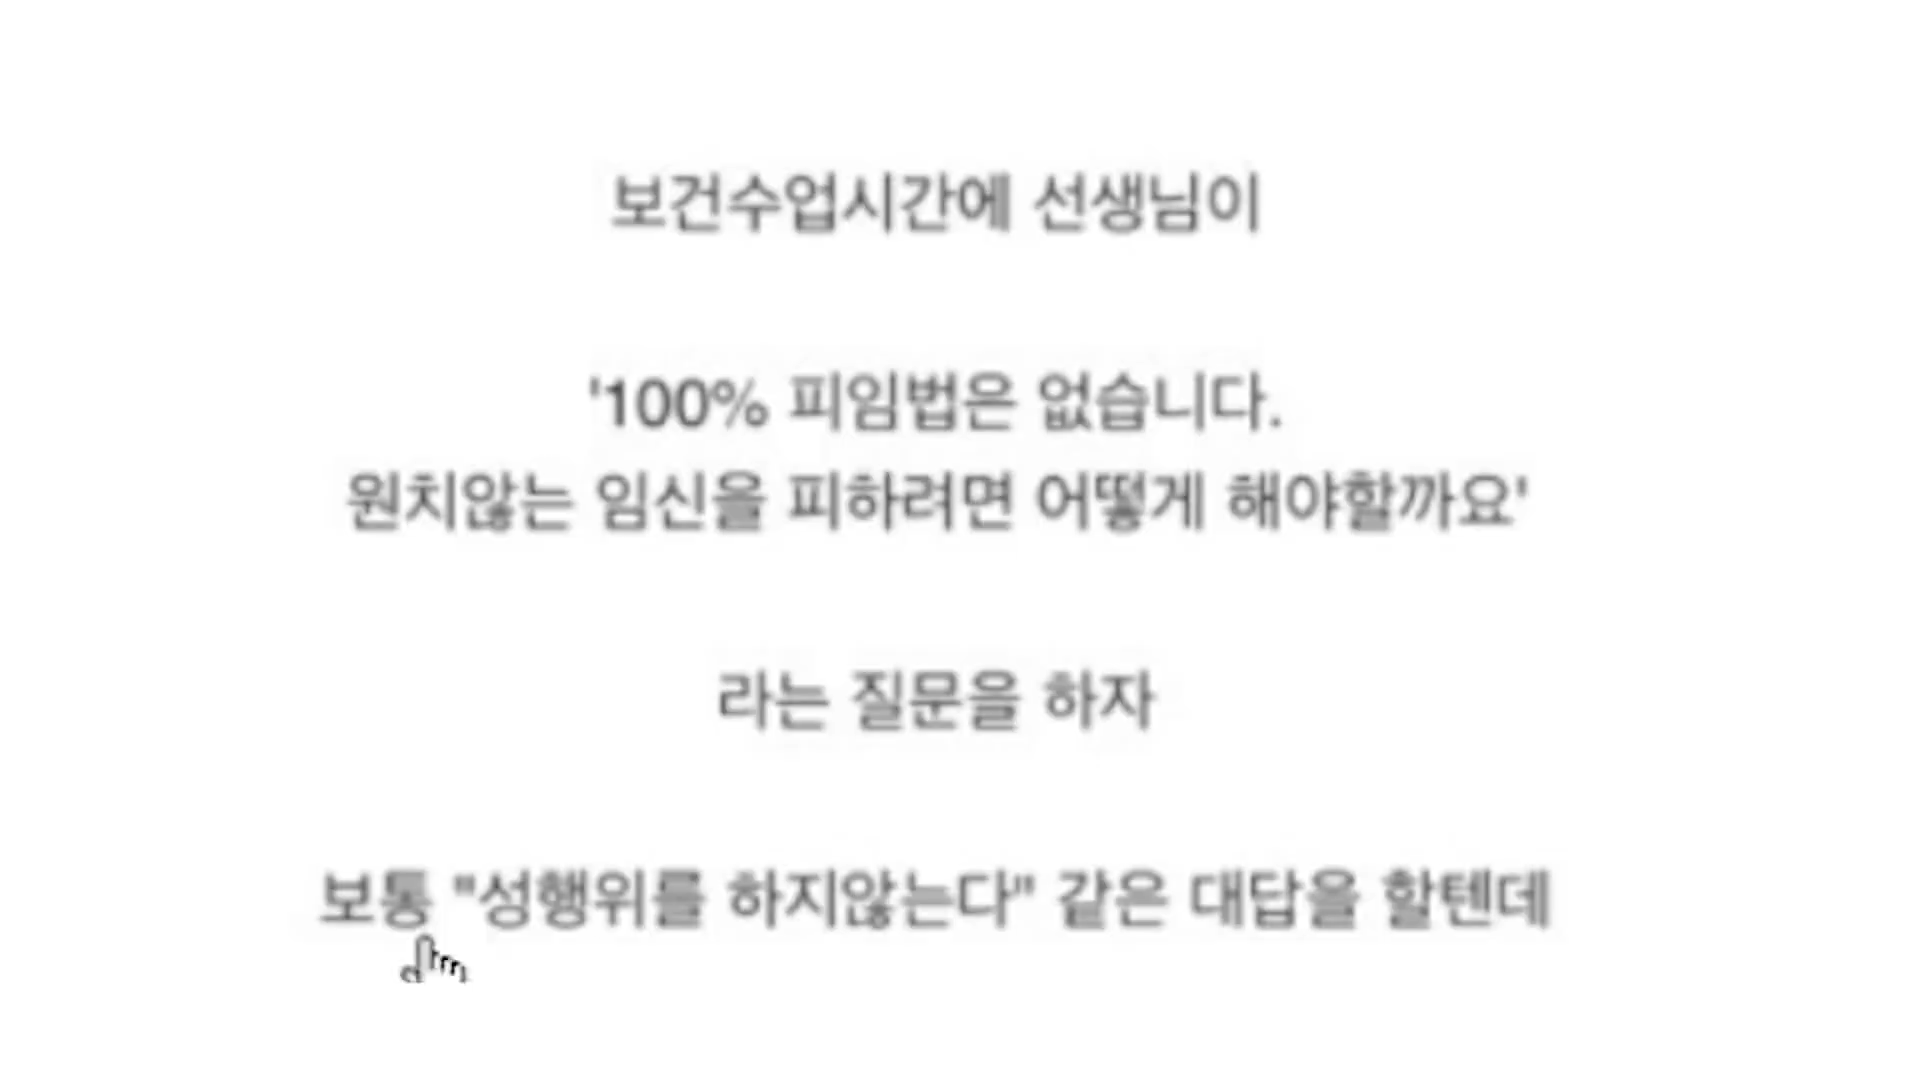 보건수업시간에 선생님이
'100% 피임법은 없습니다.
원치않는 임신을 피하려면 어떻게 해야할까요'
라는 질문을 하자
보통 "성행위를 하지않는다" 같은 대답을 할텐데